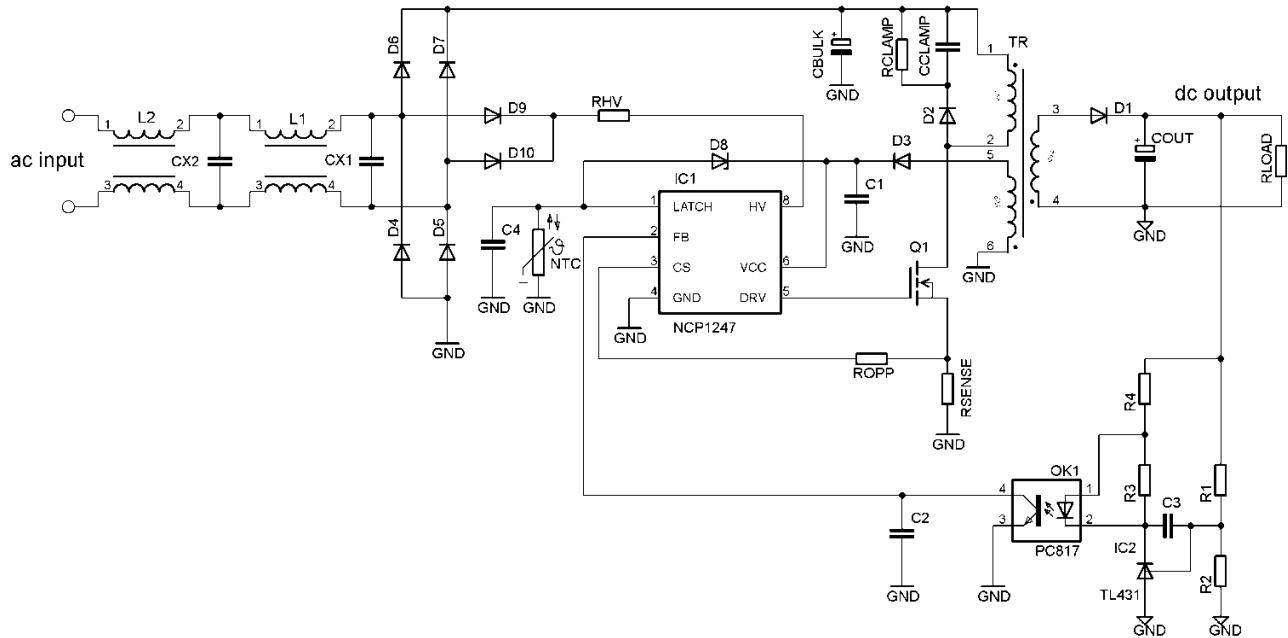 D6
D7
CBULK
+
GND
RCLAMP
CCLAMP
TR
1
2
D2
3
D1
dc output
+
COUT
RLOAD
4
GND
L2
1 2
3 4
L1
1 2
3 4
CX2
CX1
ac input
D9
D10
RHV
D8
D3
5
6
GND
C1
GND
IC1
1 LATCH
2 FB
3 CS
4 GND
HV 8
VCC 6
DRV 5
NCP1247
GND
C4
GND
ϑ
NTC
GND
D4
D5
GND
Q1
ROPP
RSENSE
GND
R4
R3
C3
R1
R2
OK1
4
3
1
2
PC817
IC2
TL431
C2
GND
GND
GND
GND